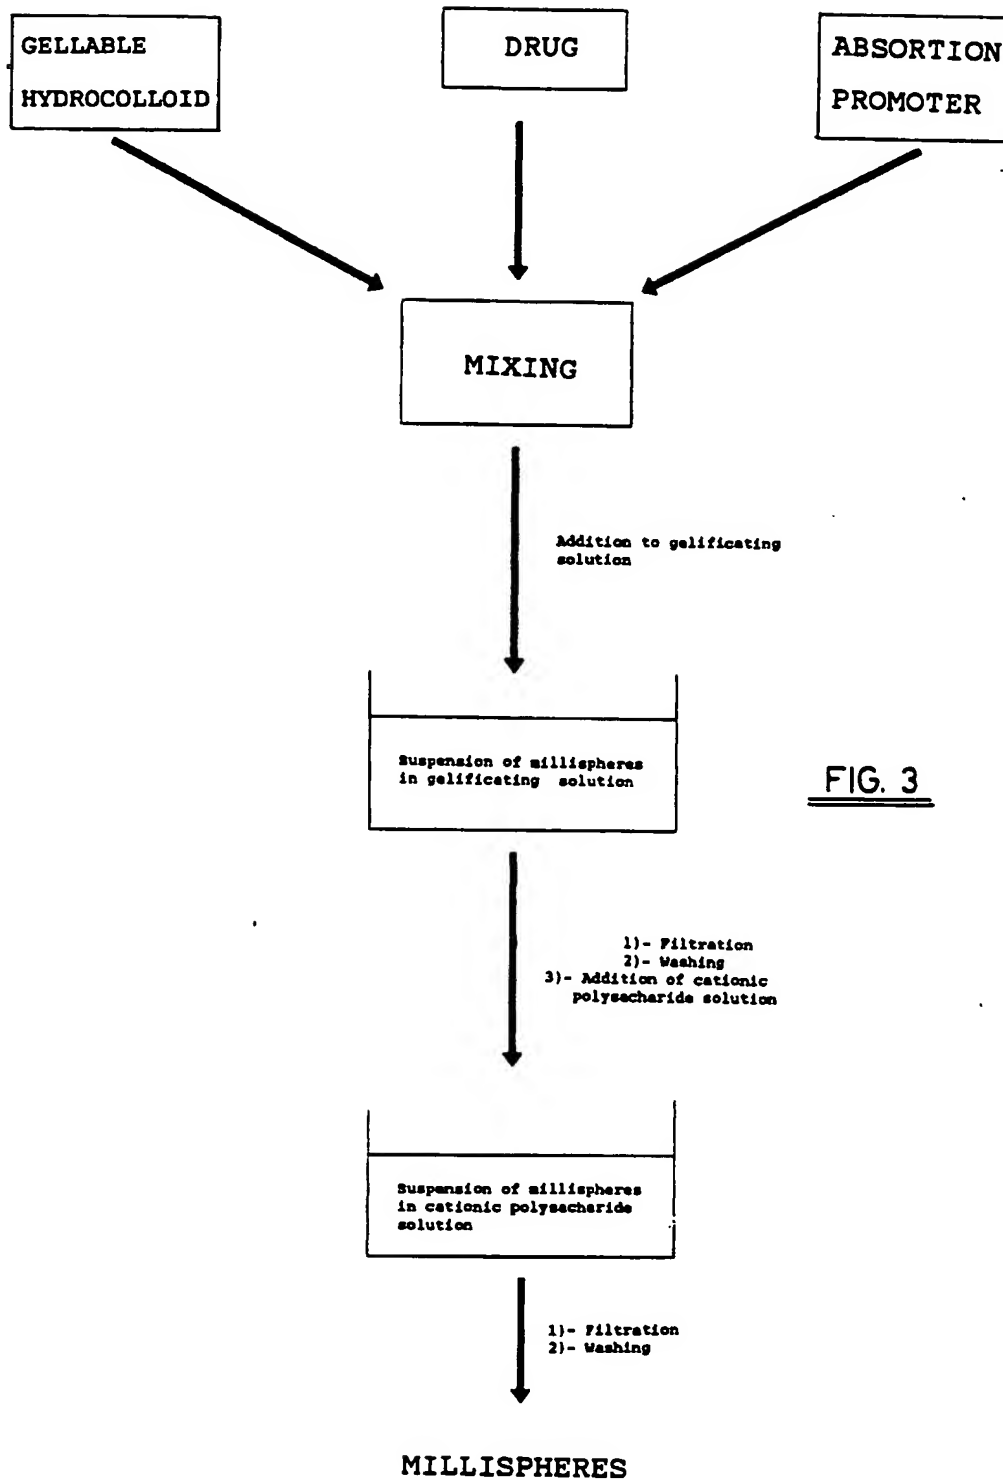 GELLABLE
HYDROCOLLOID
DRUG
ABSORTION
PROMOTER
MIXING
Addition to gelificating
solution
Suspension of millispheres
in gelificating solution
FIG. 3
1)- Filtration
2)- Washing
3)- Addition of cationic
polysacharide solution
Suspension of millispheres
in cationic polysacharide
solution
1)- Filtration
2)- Washing
MILLISPHERES